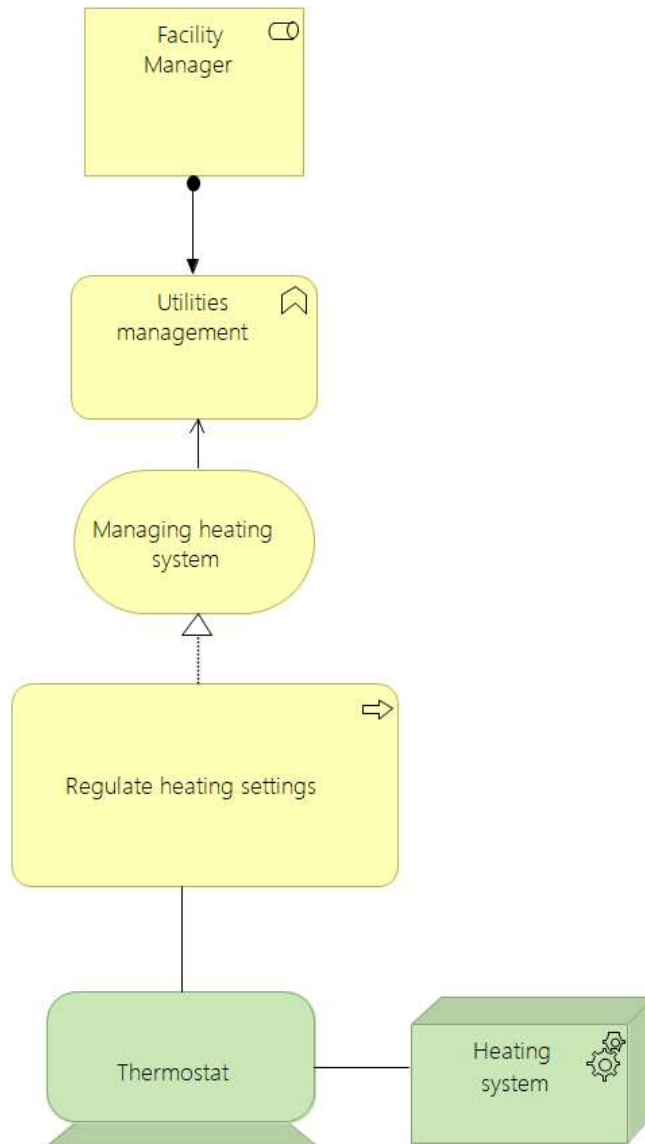 Facility
Manager
Utilities
management
Managing heating
system
Regulate heating settings
Thermostat
Heating
system